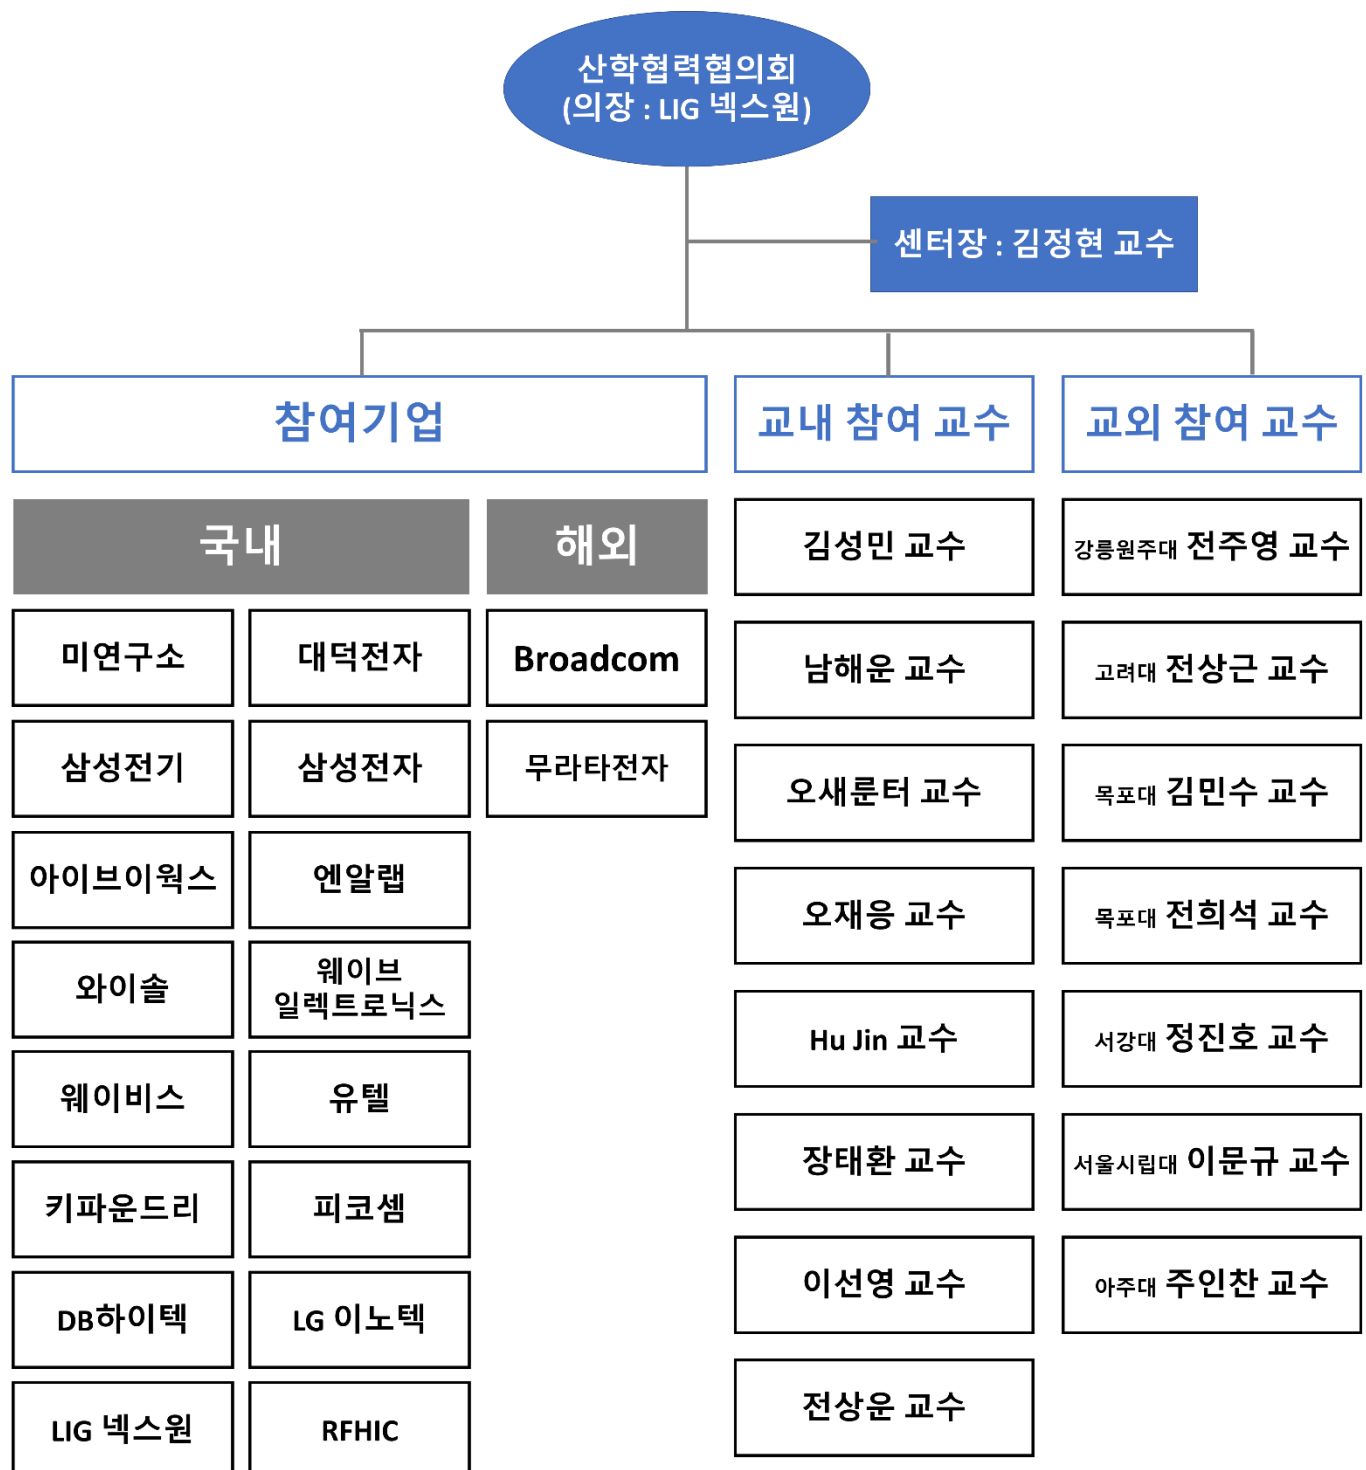 산학협력협의회
(의장 : LIG 넥스원)
센터장 : 김정현 교수
참여기업
교내 참여 교수
교외 참여 교수
국내
해외
미연구소
대덕전자
Broadcom
삼성전기
삼성전자
무라타전자
아이브이웍스
엔알랩
와이솔
웨이브
일렉트로닉스
웨이비스
유텔
키파운드리
피코셈
DB하이텍
LG 이노텍
LIG 넥스원
RFHIC
김성민 교수
남해운 교수
오새룬터 교수
오재응 교수
Hu Jin 교수
장태환 교수
이선영 교수
전상운 교수
강릉원주대 전주영 교수
고려대 전상근 교수
목포대 김민수 교수
목포대 전희석 교수
서강대 정진호 교수
서울시립대 이문규 교수
아주대 주인찬 교수